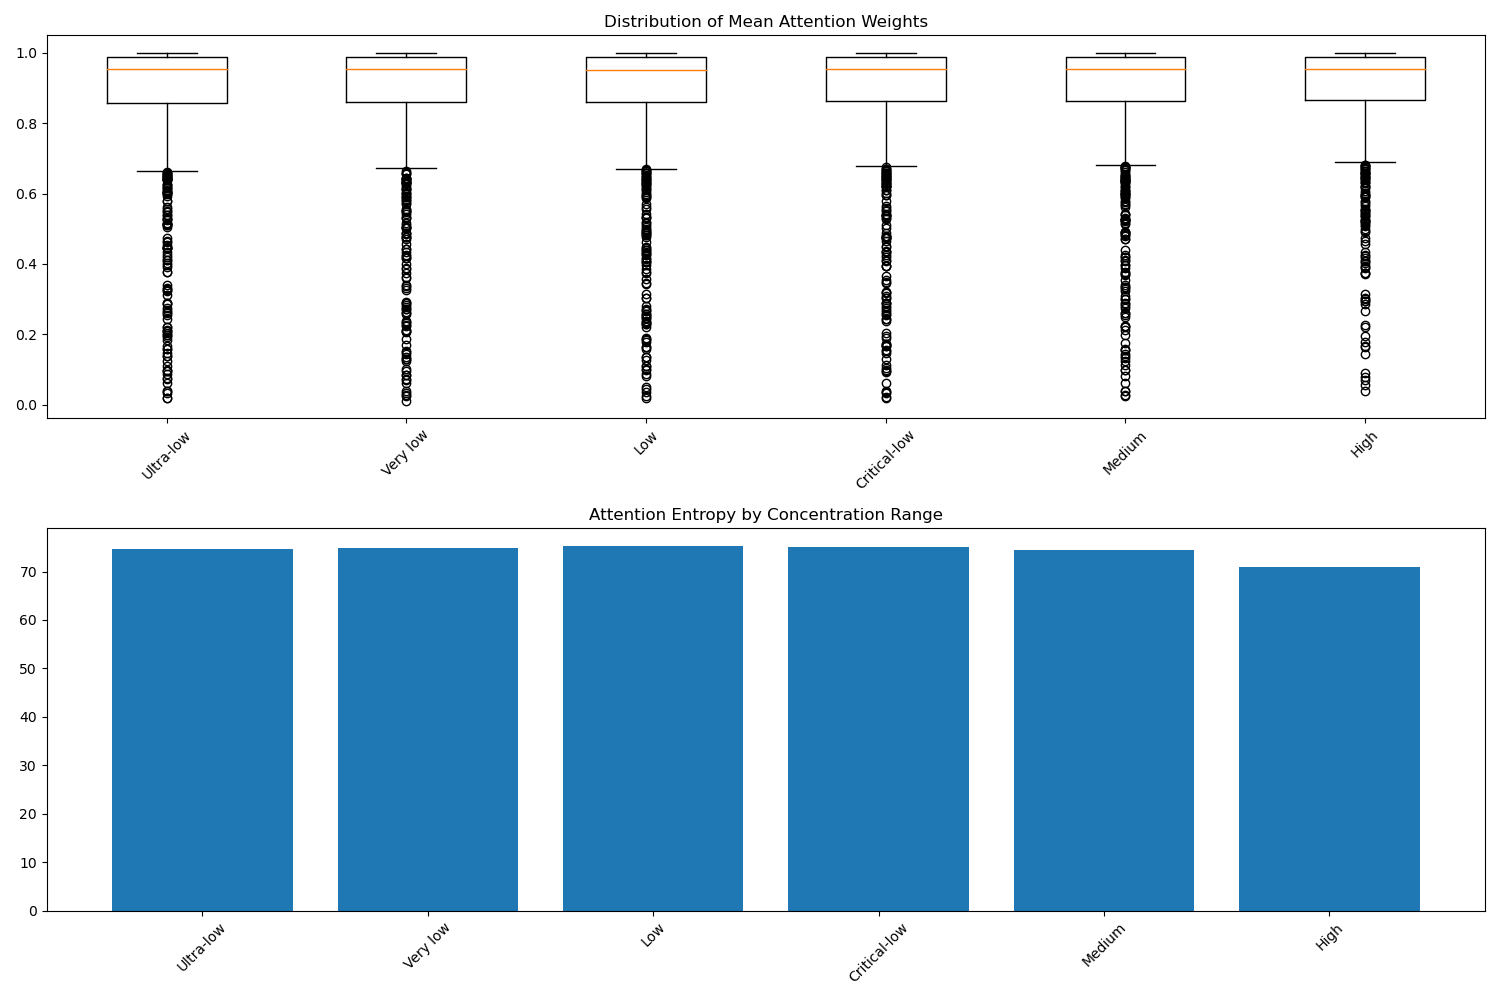 Distribution of Mean Attention Weights
1.0
0.8
0.6
0.4
0.2
0.0
Ultra-low
Very low
Low
Critical-low
Medium
High
Attention Entropy by Concentration Range
70
60
50
40
30
20
10
0
Ultra-low
Very low
Low
Critical-low
Medium
High